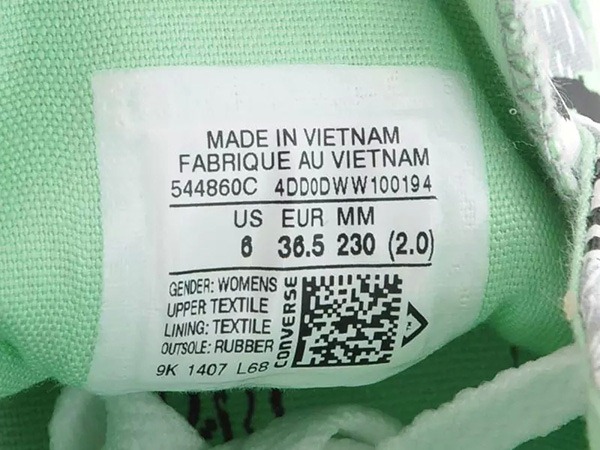 MADE IN VIETNAM
FABRIQUE AU VIETNAM
544860C 4DD0DWW100194
US EUR MM
6 36.5 230 (2.0)
GENDER: WOMENS
UPPER TEXTILE
LINING: TEXTILE
OUTSOLE: RUBBER
9K 1407 L68
CONVERSE